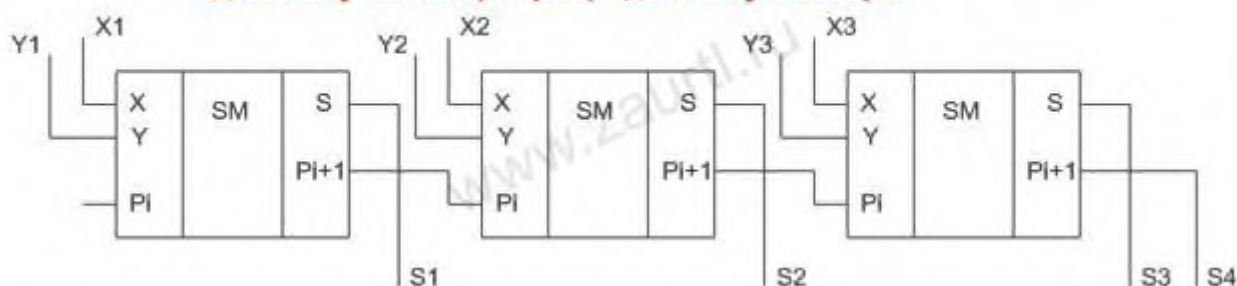 X1 X2 X3
Y1 Y2 Y3
X SM S X SM S X SM S
Y Y Y
Pi+1 Pi+1 Pi+1
Pi Pi Pi
S1 S2 S3 S4
www.zaurtl.ru